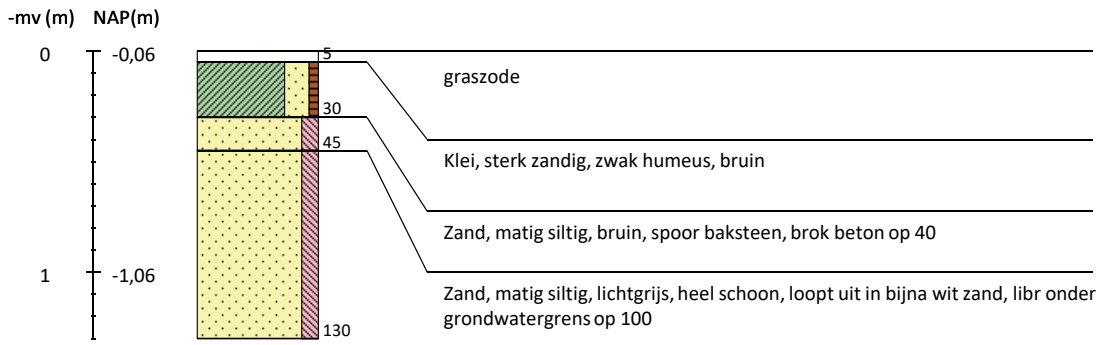 -mv (m) NAP(m)
0 -0,06
5
graszode
30
45
Klei, sterk zandig, zwak humeus, bruin
Zand, matig siltig, bruin, spoor baksteen, brok beton op 40
1 -1,06
Zand, matig siltig, lichtgrijs, heel schoon, loopt uit in bijna wit zand, libr onder
grondwatergrens op 100
130